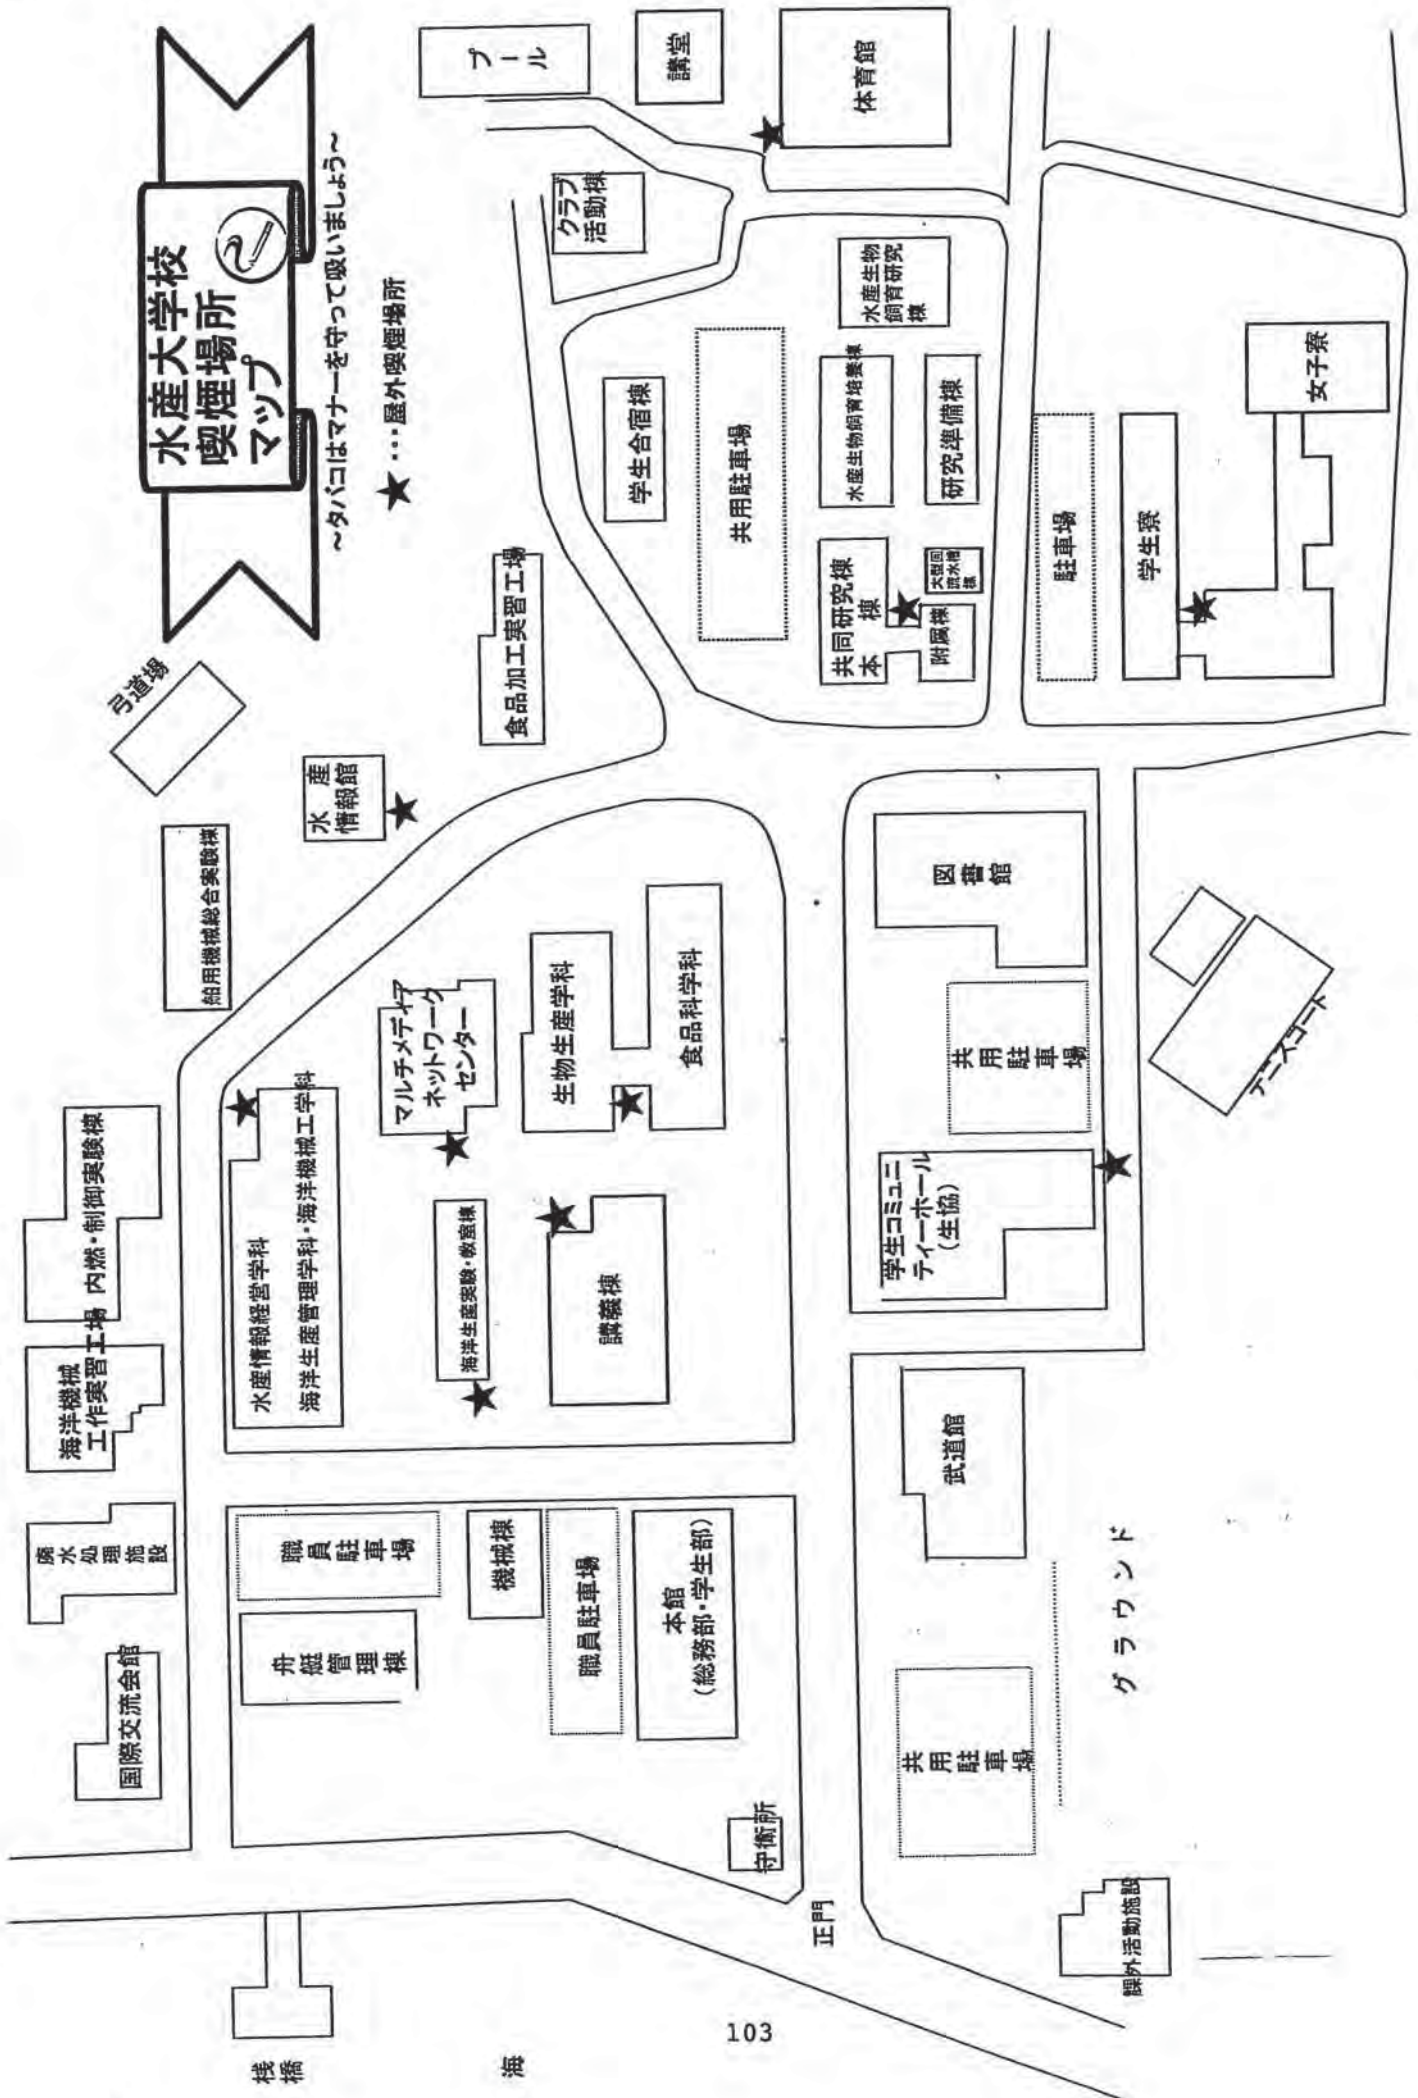 水産大学校
喫煙場所
マップ
～タバコはマナーを守って吸いましょう～
★・・・屋外喫煙場所
弓道場
舶用機械総合実験棟
水産
情報館
食品加工実習工場
クラブ
活動棟
プール
講堂
体育館
学生合宿棟
共用駐車場
水産生物
飼育研究
棟
水産生物飼育培養棟
研究準備棟
共同研究棟
本棟
大型回
流水槽
棟
附属棟
駐車場
学生寮
女子寮
内燃・制御実験棟
海洋機械
工作実習工場
廃水処理施設
国際交流会館
水産情報経営学科
海洋生産管理学科・海洋機械工学科
マルチメディア
ネットワーク
センター
生物生産学科
食品科学科
海洋生産実験・教室棟
講義棟
図書館
共用
駐車場
学生コミュニ
ティーホール
（生協）
テニスコート
職員
駐車場
舟艇
管理棟
機械棟
職員駐車場
本館
（総務部・学生部）
守衛所
正門
武道館
共用
駐車場
グラウンド
課外活動施設
桟橋
海
103